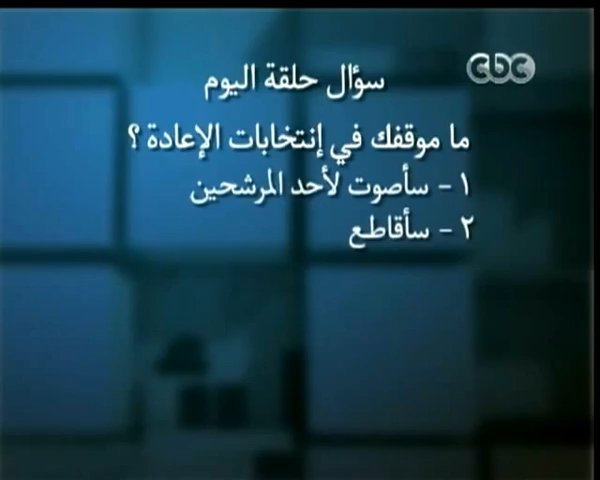 cbc
سؤال حلقة اليوم
ما موقفك في إنتخابات الإعادة ؟
١ - سأصوت لأحد المرشحين
٢ - سأقاطع